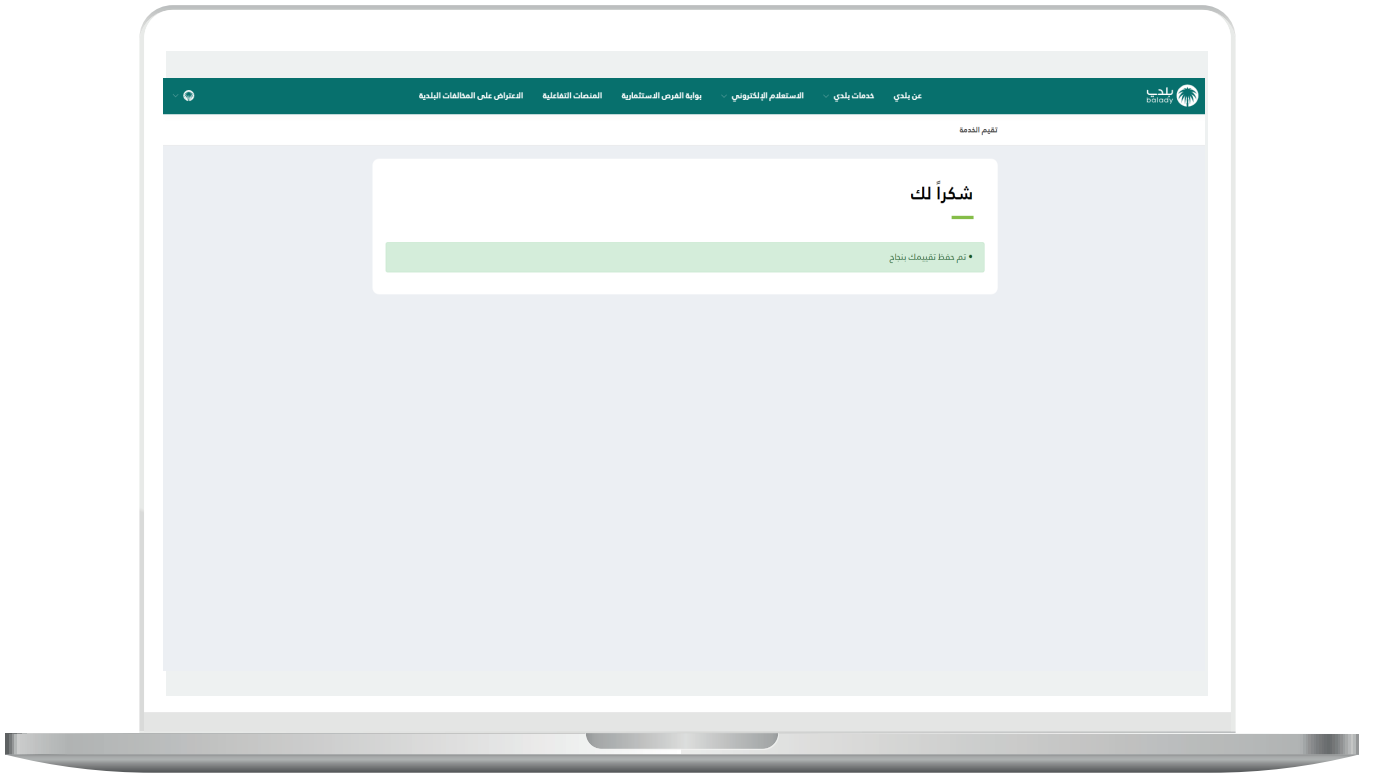 بلدي
balady
عن بلدي
خدمات بلدي
الاستعلام الإلكتروني
بوابة الفرص الاستثمارية
المنصات التفاعلية
الاعتراض على المخالفات البلدية
تقيم الخدمة
شكراً لك
• تم حفظ تقييمك بنجاح